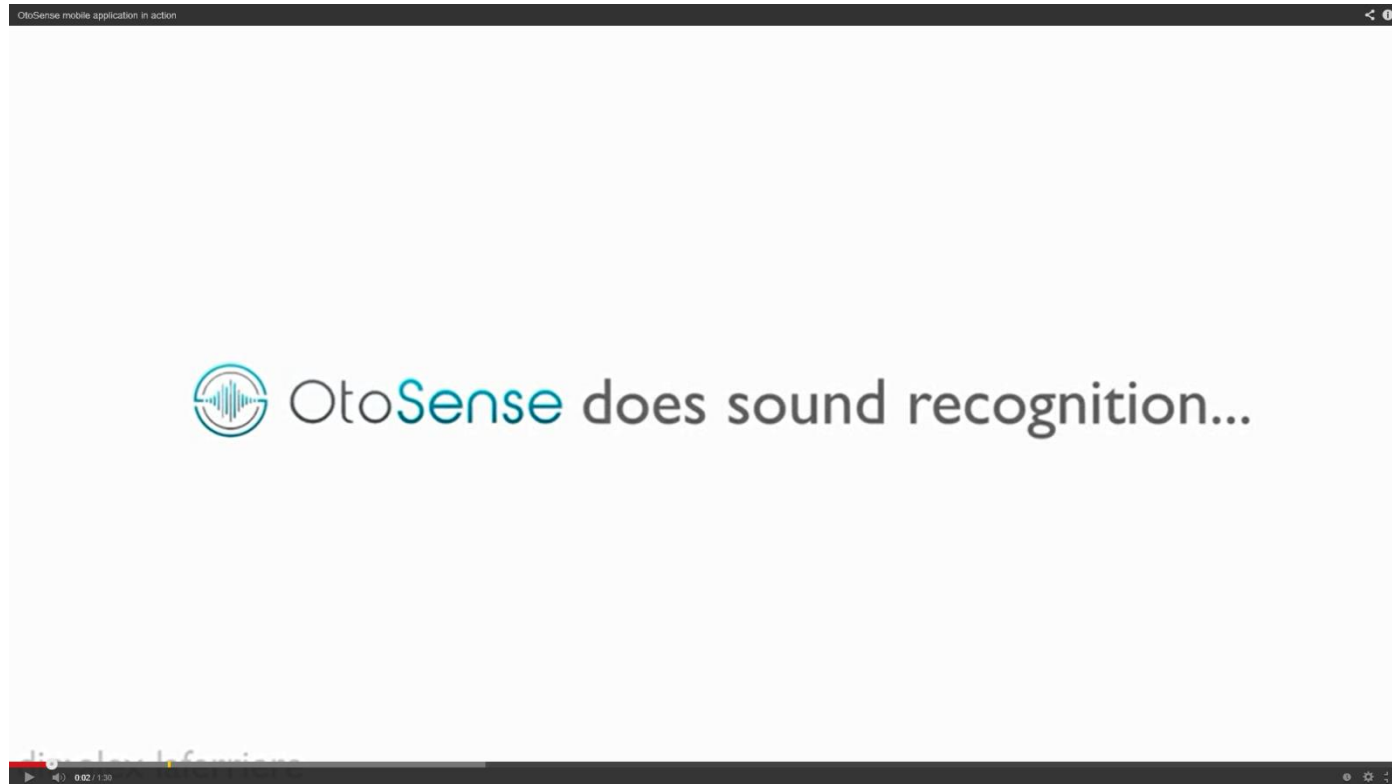 OtoSense mobile application in action
OtoSense does sound recognition...
0:02 / 1:30